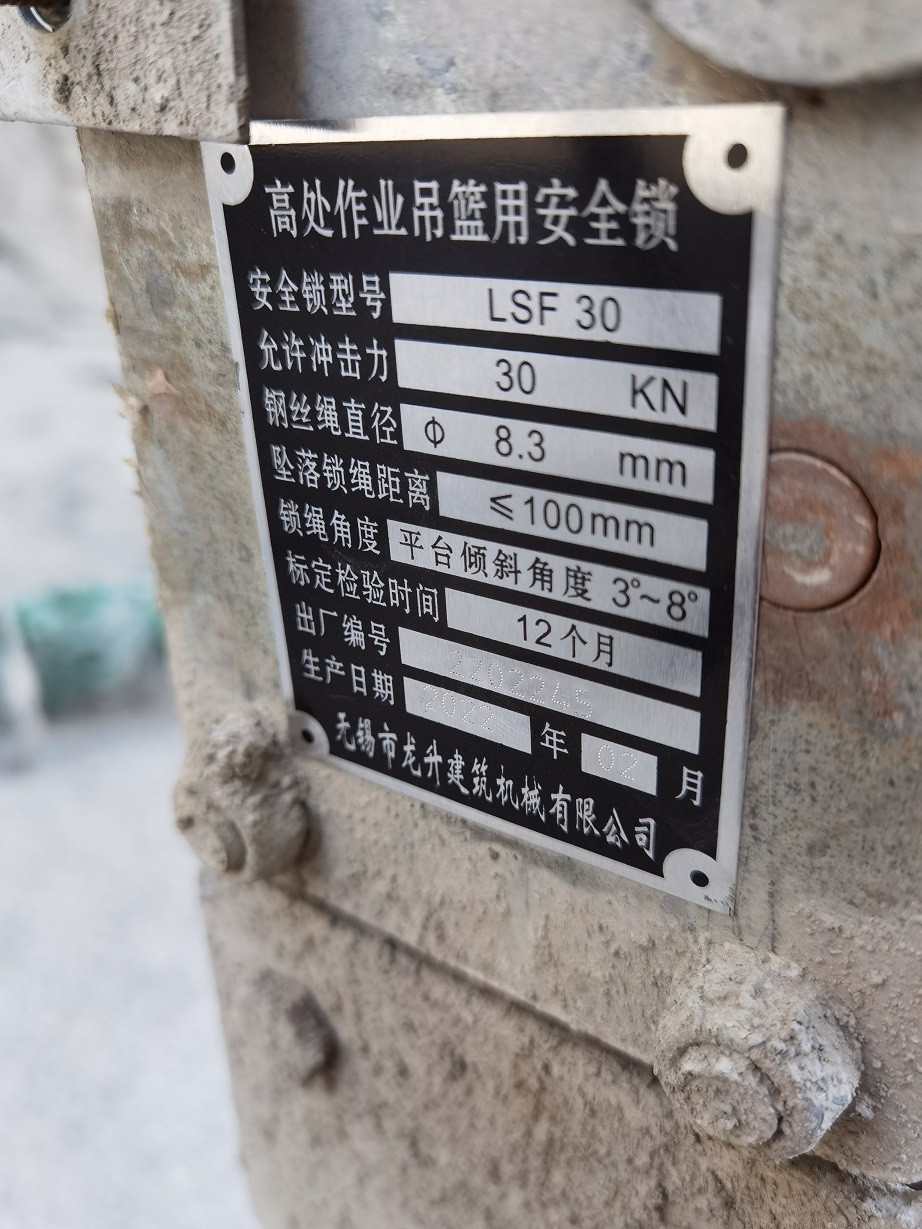 高处作业吊篮用安全锁
安全锁型号 LSF 30
允许冲击力 30 KN
钢丝绳直径 Φ 8.3 mm
坠落锁绳距离 ≤100mm
锁绳角度 平台倾斜角度 3°~8°
标定检验时间 12个月
出厂编号 2202245
生产日期 2022 年 02 月
无锡市龙升建筑机械有限公司